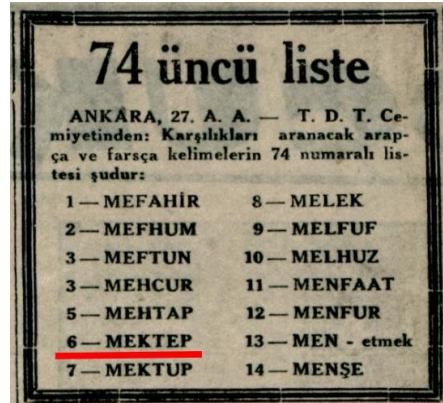 74 üncü liste
ANKARA, 27. A. A. — T. D. T. Ce-
miyetinden: Karşılıkları aranacak arap-
ça ve farsça kelimelerin 74 numaralı lis-
tesi şudur:
1 — MEFAHİR
2 — MEFHUM
3 — MEFTUN
3 — MEHCUR
5 — MEHTAP
6 — MEKTEP
7 — MEKTUP
8 — MELEK
9 — MELFUF
10 — MELHUZ
11 — MENFAAT
12 — MENFUR
13 — MEN - etmek
14 — MENŞE